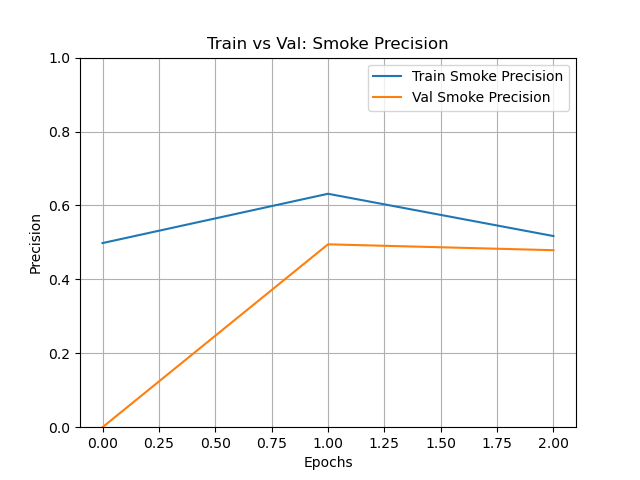 Train vs Val: Smoke Precision
Train Smoke Precision
Val Smoke Precision
1.0
0.8
0.6
0.4
0.2
0.0
Precision
0.00 0.25 0.50 0.75 1.00 1.25 1.50 1.75 2.00
Epochs